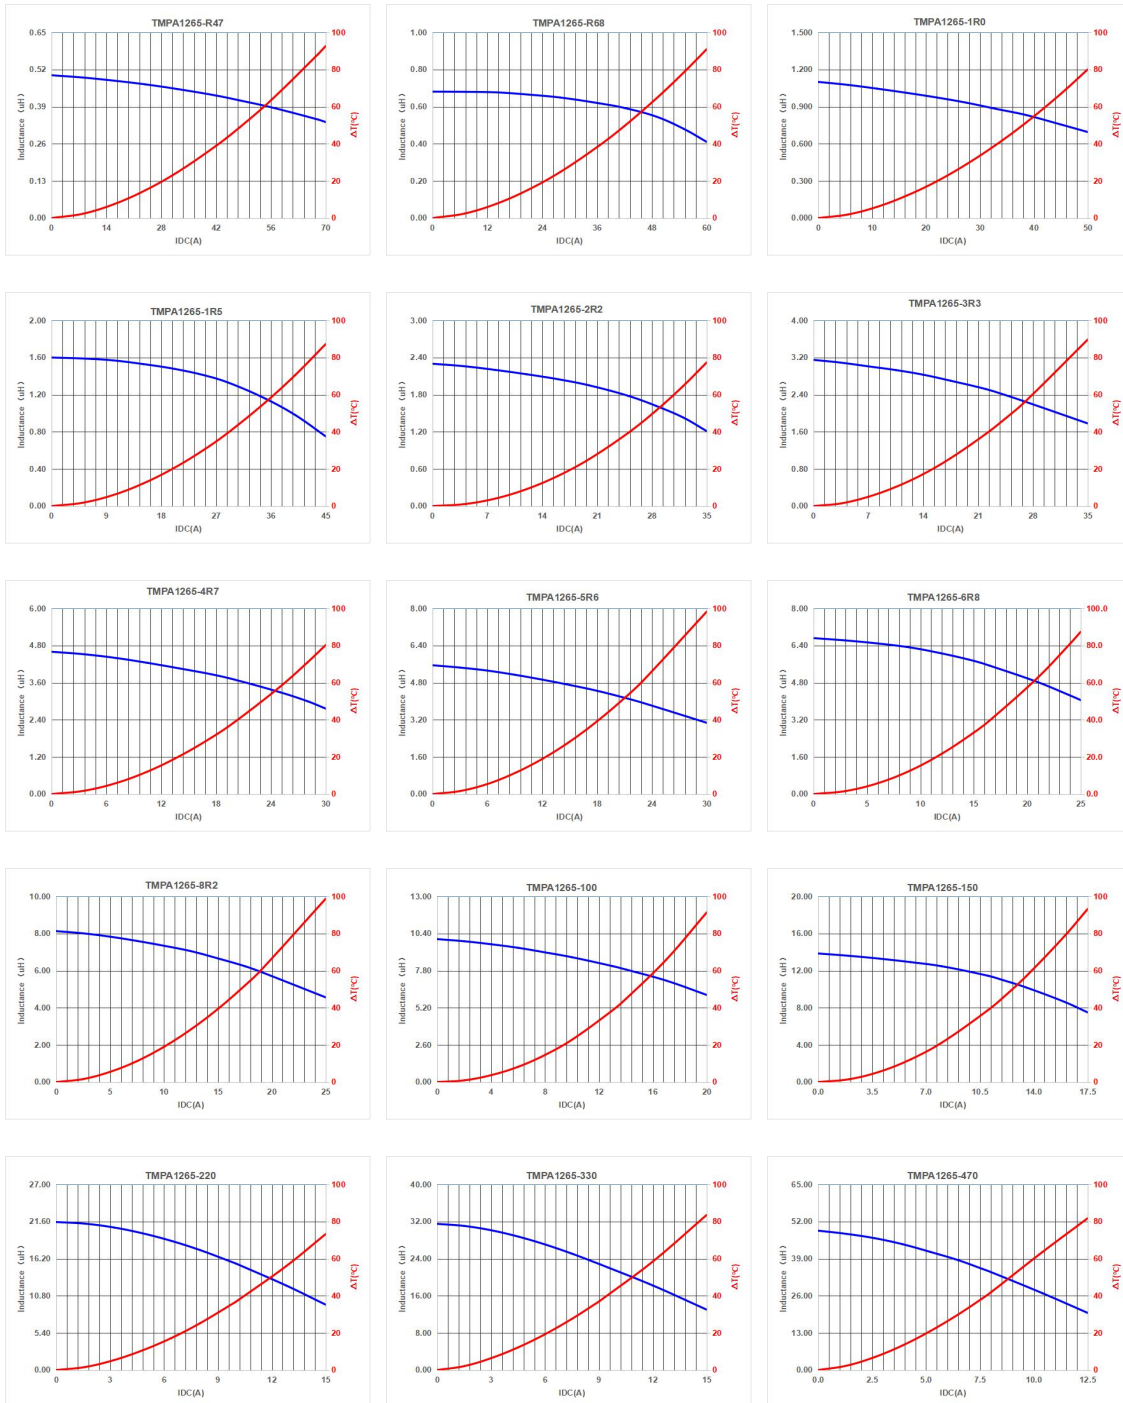 TMPA1265-R47
0.65 100
0.52 80
0.39 60
0.26 40
0.13 20
0.00 0
0 14 28 42 56 70
IDC(A)
Inductance (uH)
ΔT(℃)
TMPA1265-R68
1.00 100
0.80 80
0.60 60
0.40 40
0.20 20
0.00 0
0 12 24 36 48 60
IDC(A)
Inductance (uH)
ΔT(℃)
TMPA1265-1R0
1.500 100
1.200 80
0.900 60
0.600 40
0.300 20
0.000 0
0 10 20 30 40 50
IDC(A)
Inductance (uH)
ΔT(℃)
TMPA1265-1R5
2.00 100
1.60 80
1.20 60
0.80 40
0.40 20
0.00 0
0 9 18 27 36 45
IDC(A)
Inductance (uH)
ΔT(℃)
TMPA1265-2R2
3.00 100
2.40 80
1.80 60
1.20 40
0.60 20
0.00 0
0 7 14 21 28 35
IDC(A)
Inductance (uH)
ΔT(℃)
TMPA1265-3R3
4.00 100
3.20 80
2.40 60
1.60 40
0.80 20
0.00 0
0 7 14 21 28 35
IDC(A)
Inductance (uH)
ΔT(℃)
TMPA1265-4R7
6.00 100
4.80 80
3.60 60
2.40 40
1.20 20
0.00 0
0 6 12 18 24 30
IDC(A)
Inductance (uH)
ΔT(℃)
TMPA1265-5R6
8.00 100
6.40 80
4.80 60
3.20 40
1.60 20
0.00 0
0 6 12 18 24 30
IDC(A)
Inductance (uH)
ΔT(℃)
TMPA1265-6R8
8.00 100.0
6.40 80.0
4.80 60.0
3.20 40.0
1.60 20.0
0.00 0.0
0 5 10 15 20 25
IDC(A)
Inductance (uH)
ΔT(℃)
TMPA1265-8R2
10.00 100
8.00 80
6.00 60
4.00 40
2.00 20
0.00 0
0 5 10 15 20 25
IDC(A)
Inductance (uH)
ΔT(℃)
TMPA1265-100
13.00 100
10.40 80
7.80 60
5.20 40
2.60 20
0.00 0
0 4 8 12 16 20
IDC(A)
Inductance (uH)
ΔT(℃)
TMPA1265-150
20.00 100
16.00 80
12.00 60
8.00 40
4.00 20
0.00 0
0.0 3.5 7.0 10.5 14.0 17.5
IDC(A)
Inductance (uH)
ΔT(℃)
TMPA1265-220
27.00 100
21.60 80
16.20 60
10.80 40
5.40 20
0.00 0
0 3 6 9 12 15
IDC(A)
Inductance (uH)
ΔT(℃)
TMPA1265-330
40.00 100
32.00 80
24.00 60
16.00 40
8.00 20
0.00 0
0 3 6 9 12 15
IDC(A)
Inductance (uH)
ΔT(℃)
TMPA1265-470
65.00 100
52.00 80
39.00 60
26.00 40
13.00 20
0.00 0
0.0 2.5 5.0 7.5 10.0 12.5
IDC(A)
Inductance (uH)
ΔT(℃)